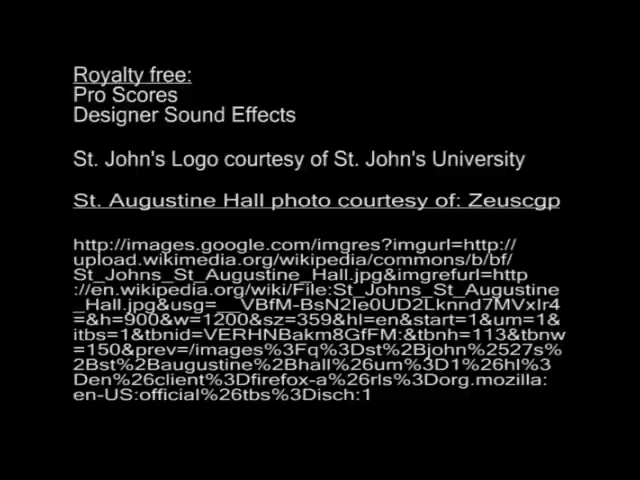 Royalty free:
Pro Scores
Designer Sound Effects
St. John's Logo courtesy of St. John's University
St. Augustine Hall photo courtesy of: Zeuscgp
http://images.google.com/imgres?imgurl=http://
upload.wikimedia.org/wikipedia/commons/b/bf/
St_Johns_St_Augustine_Hall.jpg&imgrefurl=http
://en.wikipedia.org/wiki/File:St_Johns_St_Augustine
_Hall.jpg&usg=__VBfM-BsN2Ie0UD2Lknnd7MVxIr4
=&h=900&w=1200&sz=359&hl=en&start=1&um=1&
itbs=1&tbnid=VERHNBakm8GfFM:&tbnh=113&tbnw
=150&prev=/images%3Fq%3Dst%2Bjohn%2527s%
2Bst%2Baugustine%2Bhall%26um%3D1%26hl%3
Den%26client%3Dfirefox-a%26rls%3Dorg.mozilla:
en-US:official%26tbs%3Disch:1